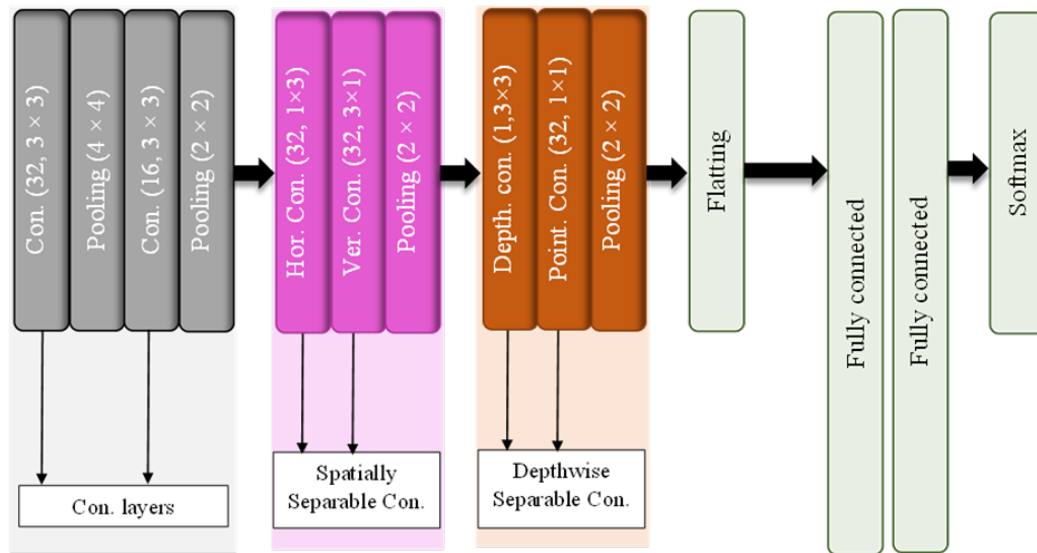 Con. (32, 3 × 3)
Pooling (4 × 4)
Con. (16, 3 × 3)
Pooling (2 × 2)
Hor. Con. (32, 1×3)
Ver. Con. (32, 3×1)
Pooling (2 × 2)
Depth. con. (1,3×3)
Point. Con. (32, 1×1)
Pooling (2 × 2)
Flatting
Fully connected
Fully connected
Softmax
Con. layers
Spatially
Separable Con.
Depthwise
Separable Con.